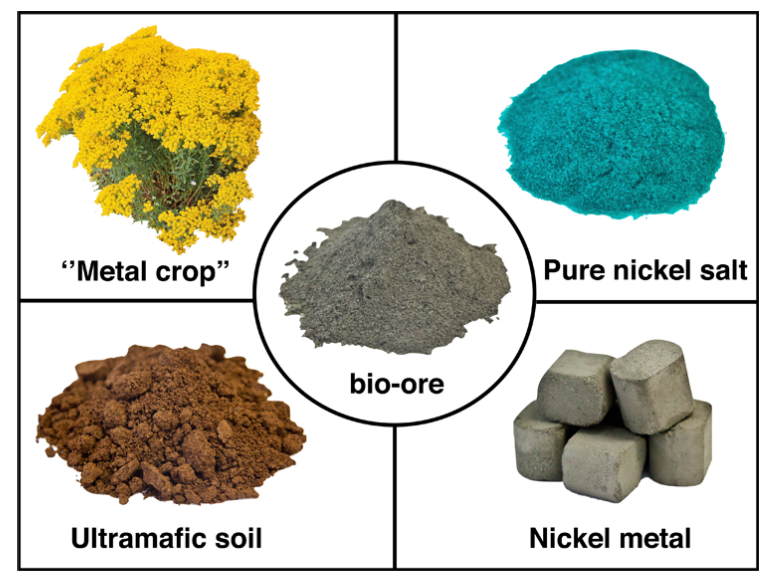 ‘’Metal crop”
Pure nickel salt
bio-ore
Ultramafic soil
Nickel metal